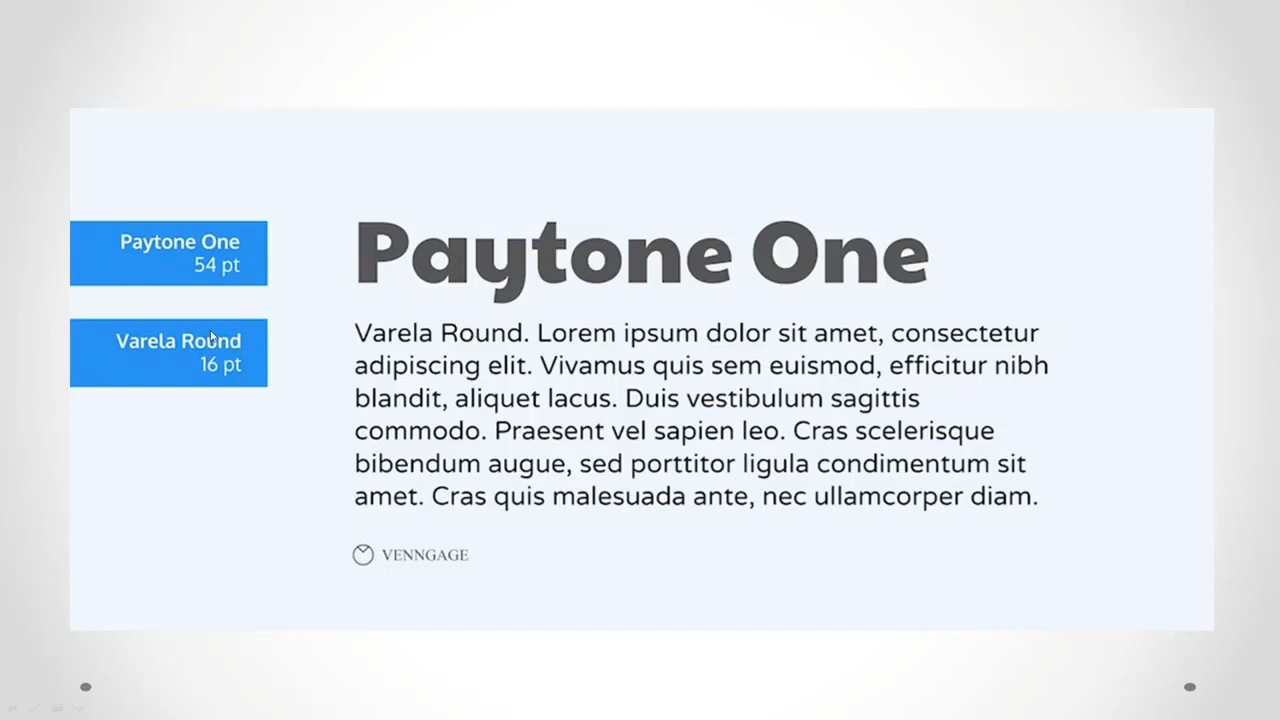 Paytone One
54 pt
Varela Round
16 pt
Paytone One
Varela Round. Lorem ipsum dolor sit amet, consectetur
adipiscing elit. Vivamus quis sem euismod, efficitur nibh
blandit, aliquet lacus. Duis vestibulum sagittis
commodo. Praesent vel sapien leo. Cras scelerisque
bibendum augue, sed porttitor ligula condimentum sit
amet. Cras quis malesuada ante, nec ullamcorper diam.
VENNGAGE